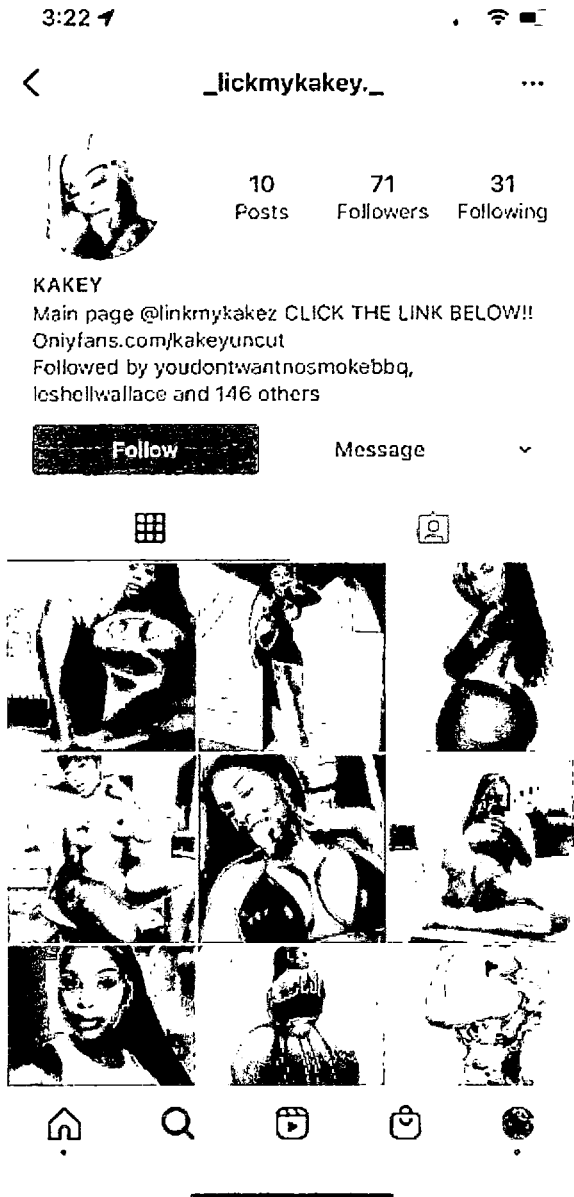 3:22
_lickmykakey._
10 71 31
Posts Followers Following
KAKEY
Main page @linkmykakez CLICK THE LINK BELOW!!
Onlyfans.com/kakeyuncut
Followed by youdontwantnosmokebbq,
leshellwallace and 146 others
Follow Message